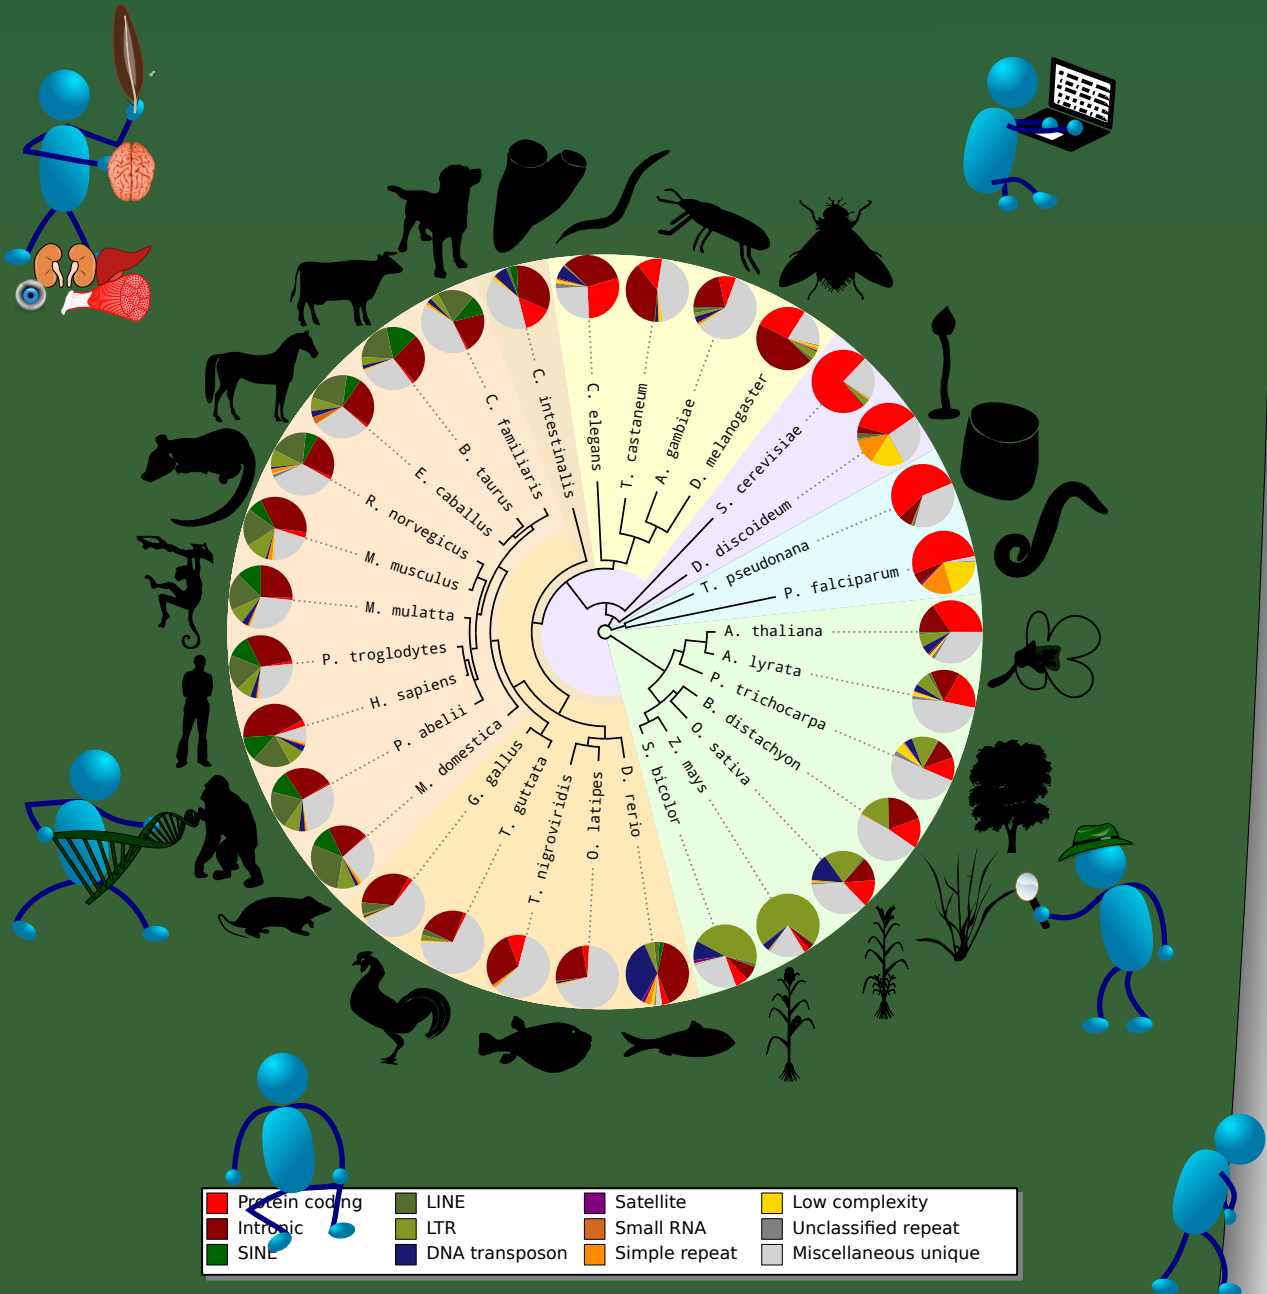 C. intestinalis
C. elegans
T. castaneum
A. gambiae
D. melanogaster
S. cerevisiae
D. discoideum
T. pseudonana
P. falciparum
A. thaliana
A. lyrata
P. trichocarpa
B. distachyon
O. sativa
Z. mays
S. bicolor
D. rerio
O. latipes
T. nigroviridis
T. guttata
G. gallus
M. domestica
P. abelii
H. sapiens
P. troglodytes
M. mulatta
M. musculus
R. norvegicus
E. caballus
B. taurus
C. familiaris
Protein coding
Intronic
SINE
LINE
LTR
DNA transposon
Satellite
Small RNA
Simple repeat
Low complexity
Unclassified repeat
Miscellaneous unique